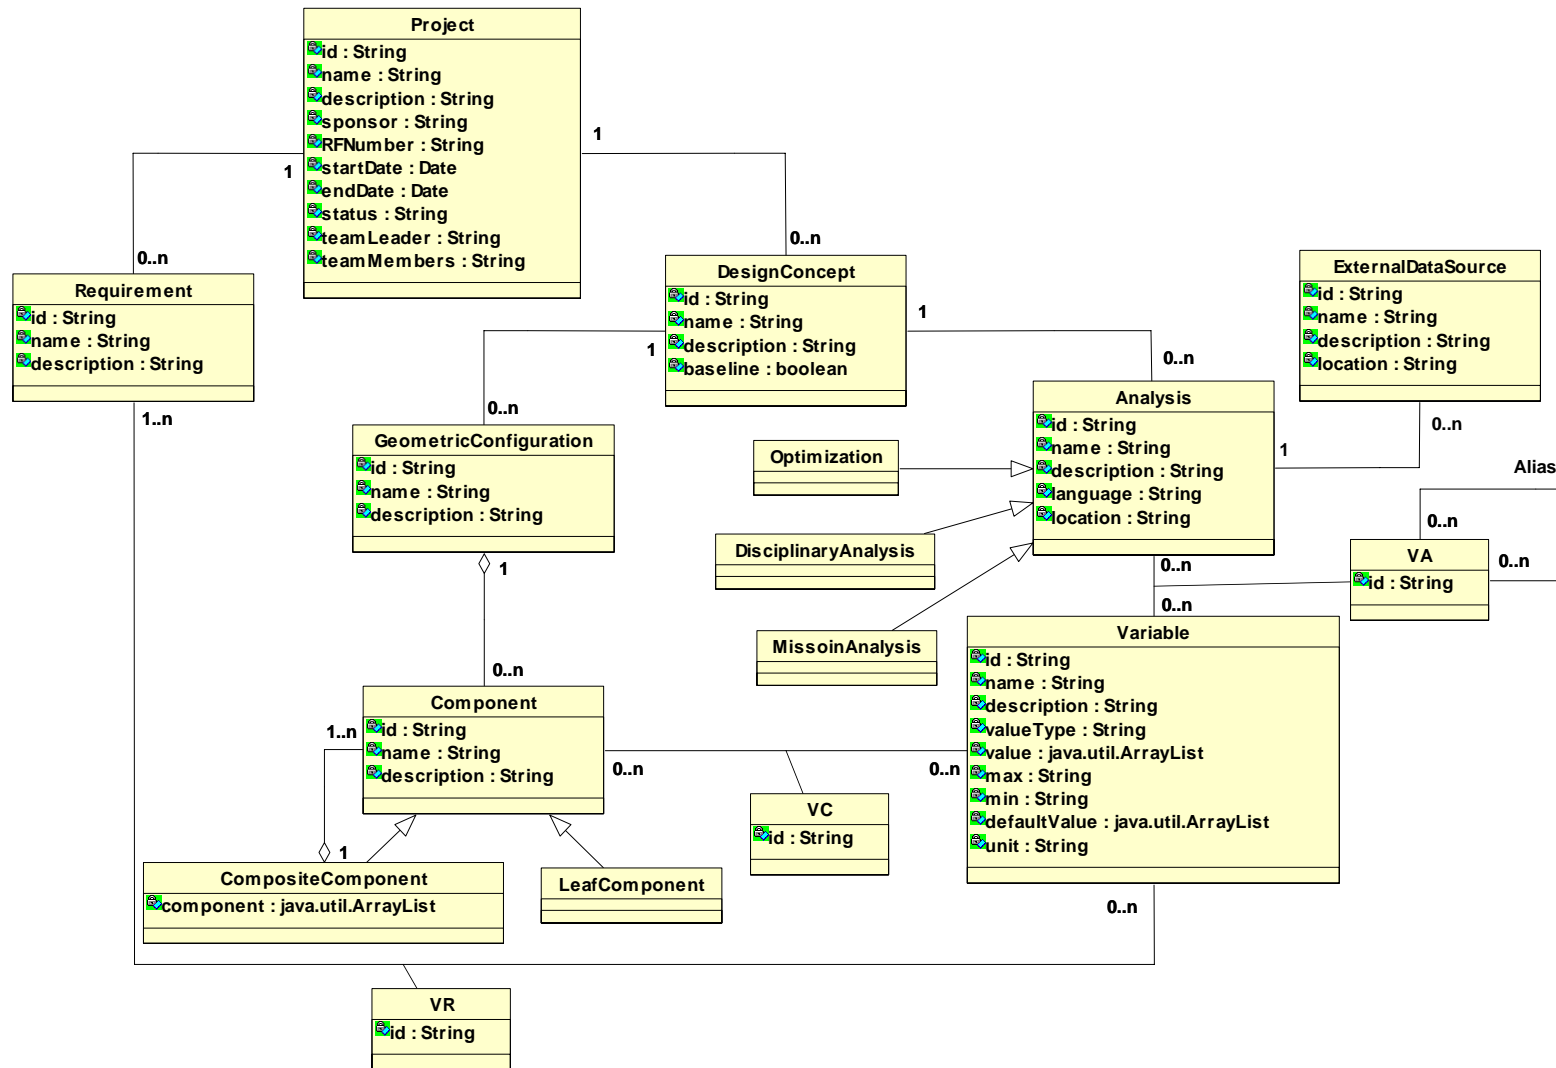 Project
id : String
name : String
description : String
sponsor : String
RFNumber : String
startDate : Date
endDate : Date
status : String
teamLeader : String
teamMembers : String
1
1
0..n
0..n
Requirement
id : String
name : String
description : String
1..n
DesignConcept
id : String
name : String
description : String
baseline : boolean
1
1
0..n
0..n
ExternalDataSource
id : String
name : String
description : String
location : String
0..n
GeometricConfiguration
id : String
name : String
description : String
1
0..n
Optimization
DisciplinaryAnalysis
MissoinAnalysis
Analysis
id : String
name : String
description : String
language : String
location : String
1
0..n
0..n
Alias
0..n
VA
id : String
0..n
Component
id : String
name : String
description : String
1..n
0..n
0..n
Variable
id : String
name : String
description : String
valueType : String
value : java.util.ArrayList
max : String
min : String
defaultValue : java.util.ArrayList
unit : String
0..n
VC
id : String
1
CompositeComponent
component : java.util.ArrayList
LeafComponent
VR
id : String